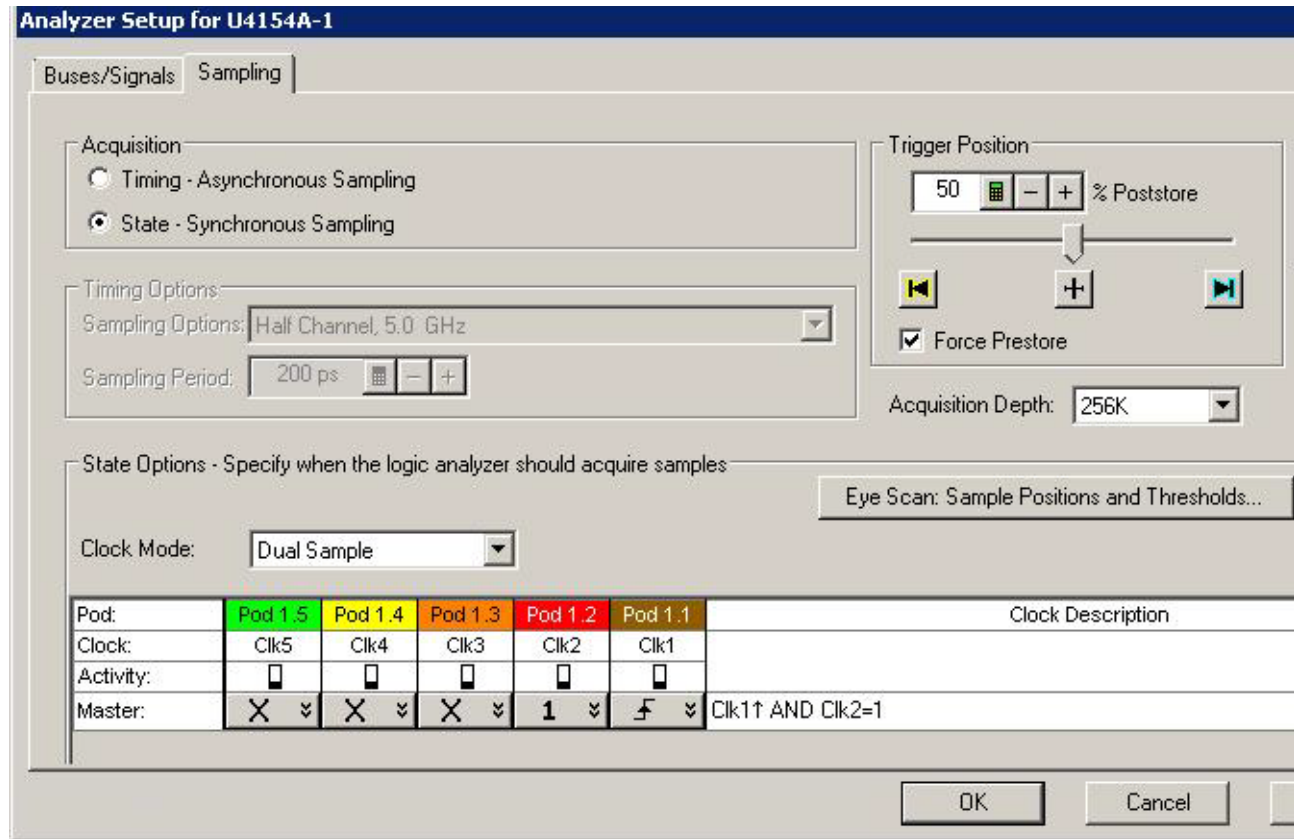 Analyzer Setup for U4154A-1
Buses/Signals Sampling
Acquisition
Timing - Asynchronous Sampling
State - Synchronous Sampling
Trigger Position
50 − + % Poststore
Force Prestore
Timing Options
Sampling Options: Half Channel, 5.0 GHz
Sampling Period: 200 ps − +
Acquisition Depth: 256K
State Options - Specify when the logic analyzer should acquire samples
Eye Scan: Sample Positions and Thresholds...
Clock Mode: Dual Sample
Pod: Pod 1.5 Pod 1.4 Pod 1.3 Pod 1.2 Pod 1.1 Clock Description
Clock: Clk5 Clk4 Clk3 Clk2 Clk1
Activity:
Master: X X X 1 Clk1↑ AND Clk2=1
OK Cancel